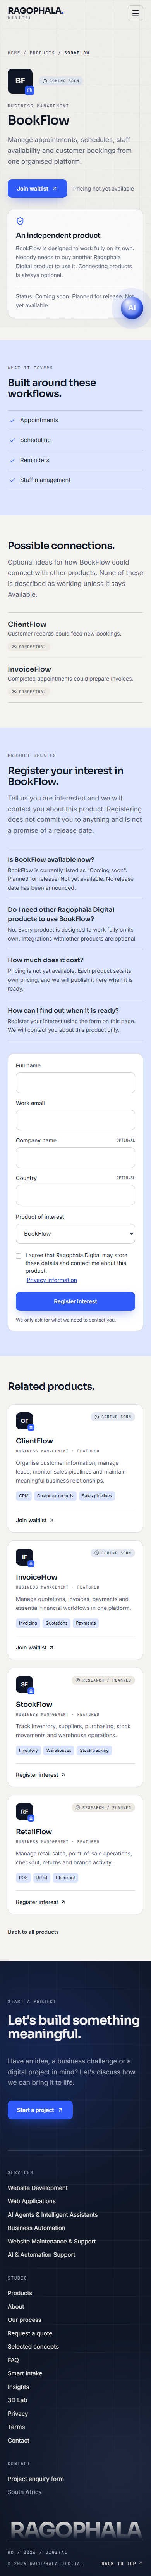 RAGOPHALA.
DIGITAL
HOME / PRODUCTS / BOOKFLOW
BF
COMING SOON
BUSINESS MANAGEMENT
BookFlow
Manage appointments, schedules, staff
availability and customer bookings from
one organised platform.
Join waitlist ↗
Pricing not yet available
An independent product
BookFlow is designed to work fully on its own.
Nobody needs to buy another Ragophala
Digital product to use it. Connecting products
is always optional.
Status: Coming soon. Planned for release. Not
yet available.
AI
WHAT IT COVERS
Built around these
workflows.
Appointments
Scheduling
Reminders
Staff management
Possible connections.
Optional ideas for how BookFlow could
connect with other products. None of these
is described as working unless it says
Available.
ClientFlow
Customer records could feed new bookings.
CONCEPTUAL
InvoiceFlow
Completed appointments could prepare invoices.
CONCEPTUAL
PRODUCT UPDATES
Register your interest in
BookFlow.
Tell us you are interested and we will
contact you about this product. Registering
does not commit you to anything and is not
a promise of a release date.
Is BookFlow available now?
BookFlow is currently listed as "Coming soon".
Planned for release. Not yet available. No release
date has been announced.
Do I need other Ragophala Digital
products to use BookFlow?
No. Every product is designed to work fully on its
own. Integrations with other products are optional.
How much does it cost?
Pricing is not yet available. Each product sets its
own pricing, and we will publish it here when it is
ready.
How can I find out when it is ready?
Register your interest using the form on this page.
We will contact you about this product only.
Full name
Work email
Company name
OPTIONAL
Country
OPTIONAL
Product of interest
BookFlow
I agree that Ragophala Digital may store
these details and contact me about this
product.
Privacy information
Register interest
We only ask for what we need to contact you.
Related products.
CF
COMING SOON
ClientFlow
BUSINESS MANAGEMENT · FEATURED
Organise customer information, manage
leads, monitor sales pipelines and maintain
meaningful business relationships.
CRM
Customer records
Sales pipelines
Join waitlist ↗
IF
COMING SOON
InvoiceFlow
BUSINESS MANAGEMENT · FEATURED
Manage quotations, invoices, payments and
essential financial workflows in one platform.
Invoicing
Quotations
Payments
Join waitlist ↗
SF
RESEARCH / PLANNED
StockFlow
BUSINESS MANAGEMENT · FEATURED
Track inventory, suppliers, purchasing, stock
movements and warehouse operations.
Inventory
Warehouses
Stock tracking
Register interest ↗
RF
RESEARCH / PLANNED
RetailFlow
BUSINESS MANAGEMENT · FEATURED
Manage retail sales, point-of-sale operations,
checkout, returns and branch activity.
POS
Retail
Checkout
Register interest ↗
Back to all products
START A PROJECT
Let's build something
meaningful.
Have an idea, a business challenge or a
digital project in mind? Let's discuss how
we can bring it to life.
Start a project ↗
SERVICES
Website Development
Web Applications
AI Agents & Intelligent Assistants
Business Automation
Website Maintenance & Support
AI & Automation Support
STUDIO
Products
About
Our process
Request a quote
Selected concepts
FAQ
Smart Intake
Insights
3D Lab
Privacy
Terms
Contact
CONTACT
Project enquiry form
South Africa
RAGOPHALA
RD / 2026 / DIGITAL
© 2026 RAGOPHALA DIGITAL
BACK TO TOP ↑